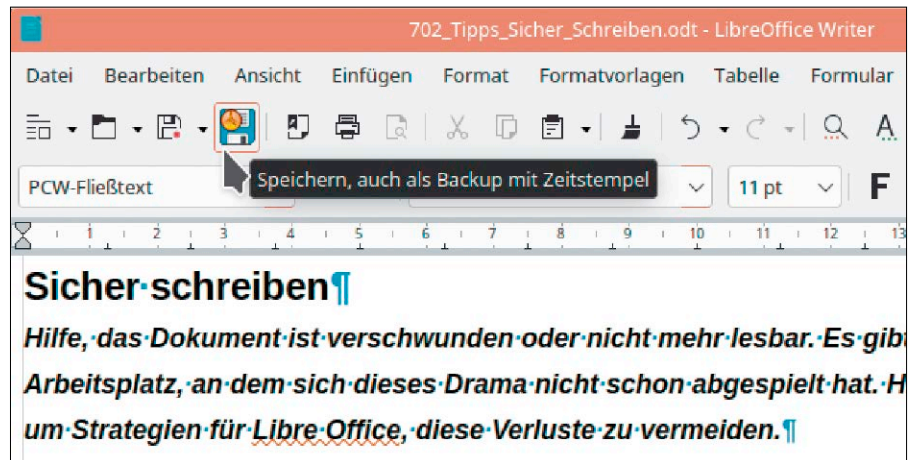 702_Tipps_Sicher_Schreiben.odt - LibreOffice Writer
Datei Bearbeiten Ansicht Einfügen Format Formatvorlagen Tabelle Formular
PCW-Fließtext Speichern, auch als Backup mit Zeitstempel 11 pt F
1 2 3 4 5 6 7 8 9 10 11 12 13
Sicher·schreiben¶
Hilfe,·das·Dokument·ist·verschwunden·oder·nicht·mehr·lesbar.·Es·gibt
Arbeitsplatz,·an·dem·sich·dieses·Drama·nicht·schon·abgespielt·hat.·H
um·Strategien·für·Libre·Office,·diese·Verluste·zu·vermeiden.¶